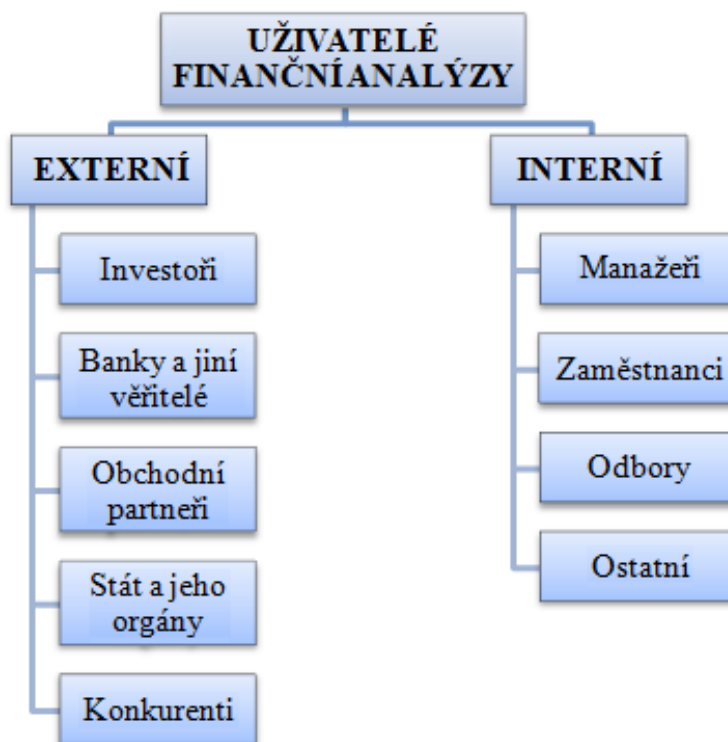 UŽIVATELÉ
FINANČNÍ ANALÝZY
EXTERNÍ
Investoři
Banky a jiní
věřitelé
Obchodní
partneři
Stát a jeho
orgány
Konkurenti
INTERNÍ
Manažeři
Zaměstnanci
Odbory
Ostatní